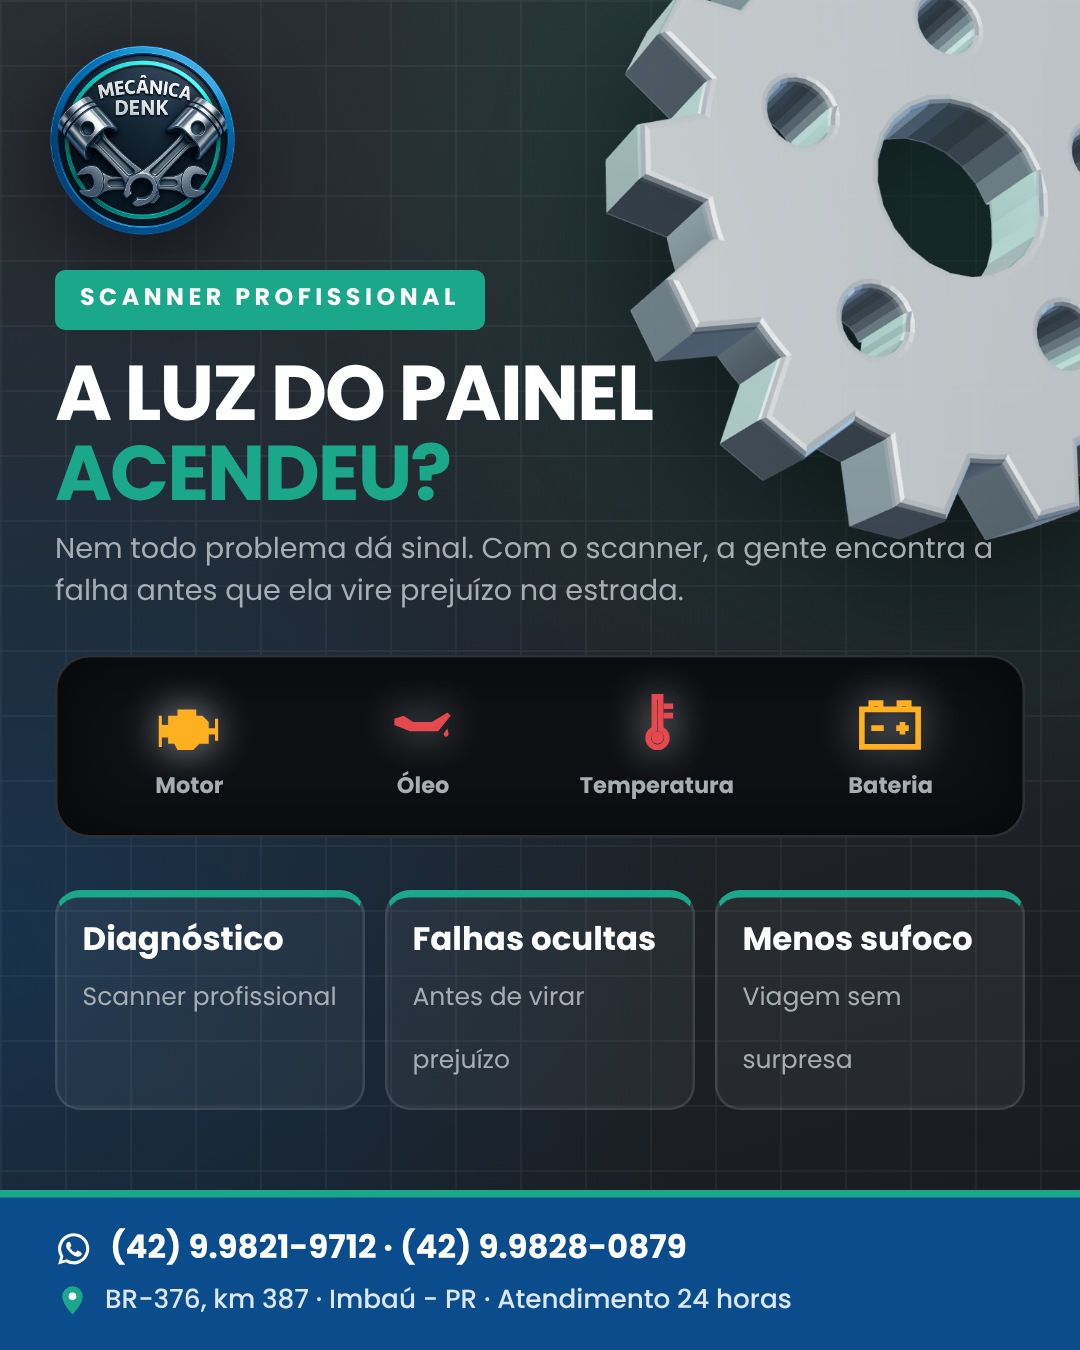 MECÂNICA
DENK
SCANNER PROFISSIONAL
A LUZ DO PAINEL
ACENDEU?
Nem todo problema dá sinal. Com o scanner, a gente encontra a
falha antes que ela vire prejuízo na estrada.
Motor
Óleo
Temperatura
Bateria
Diagnóstico
Scanner profissional
Falhas ocultas
Antes de virar
prejuízo
Menos sufoco
Viagem sem
surpresa
(42) 9.9821-9712 · (42) 9.9828-0879
BR-376, km 387 · Imbaú - PR · Atendimento 24 horas